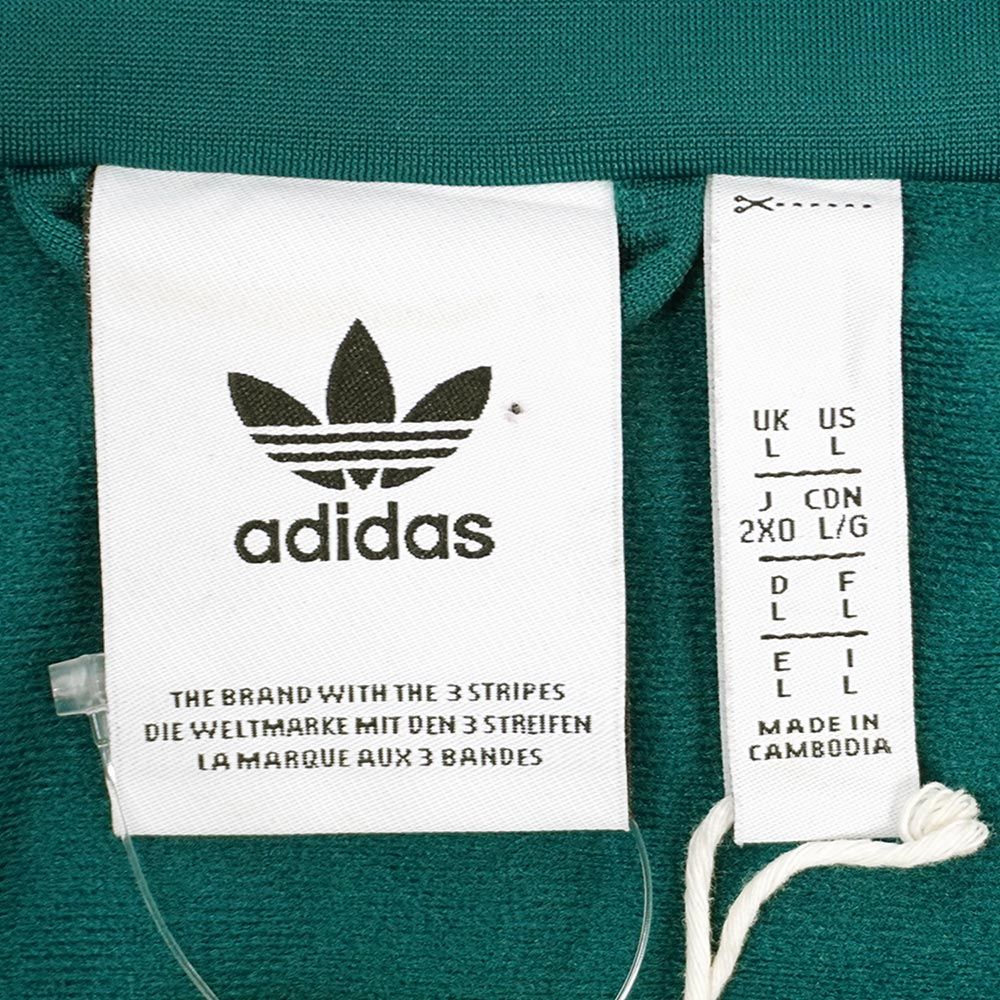 adidas
THE BRAND WITH THE 3 STRIPES
DIE WELTMARKE MIT DEN 3 STREIFEN
LA MARQUE AUX 3 BANDES
UK US
L L
J CDN
2XO L/G
D F
L L
E I
L L
MADE IN
CAMBODIA